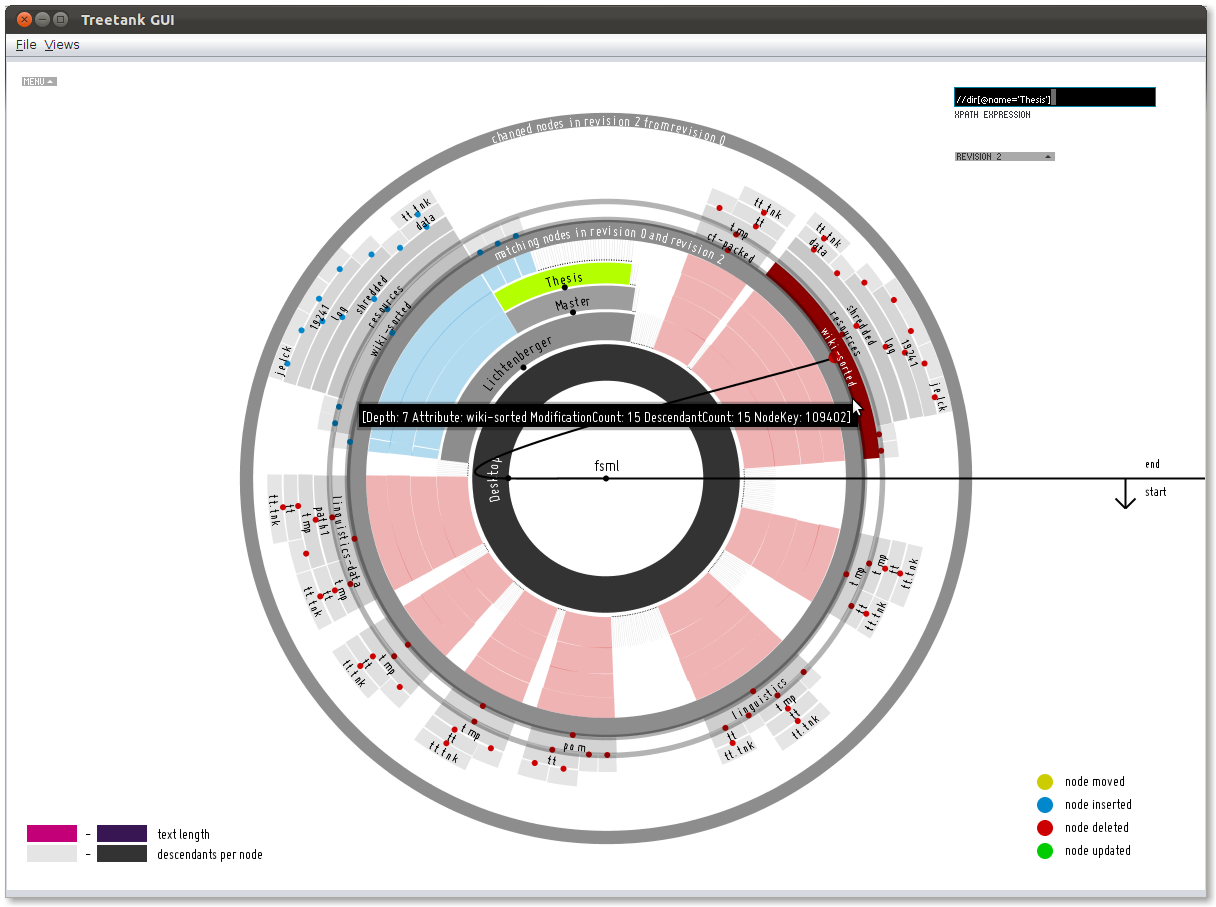 Treetank GUI
File Views
MENU
//dir[@name='Thesis']
XPATH EXPRESSION
REVISION 2
changed nodes in revision 2 from revision 0
matching nodes in revision 0 and revision 2
tt.tnk
data
shredded
resources
log
19241
wiki-sorted
jelck
tt.tnk
tt
tmp
cf-packed
tt.tnk
data
shredded
resources
log
19241
wiki-sorted
jelck
Thesis
Master
Lichtenberger
[Depth: 7 Attribute: wiki-sorted ModificationCount: 15 DescendantCount: 15 NodeKey: 109402]
Desktop
fsml
end
start
linguistics-data
path1
tmp
tt
tt.tnk
tmp
tt
tt.tnk
tmp
tt
tt.tnk
tmp
tt
tt.tnk
tmp
tt
tt.tnk
tmp
tt
tt.tnk
pom
tt
linguistics
tmp
tt
tt.tnk
tt
tt.tnk
node moved
node inserted
node deleted
node updated
- text length
- descendants per node